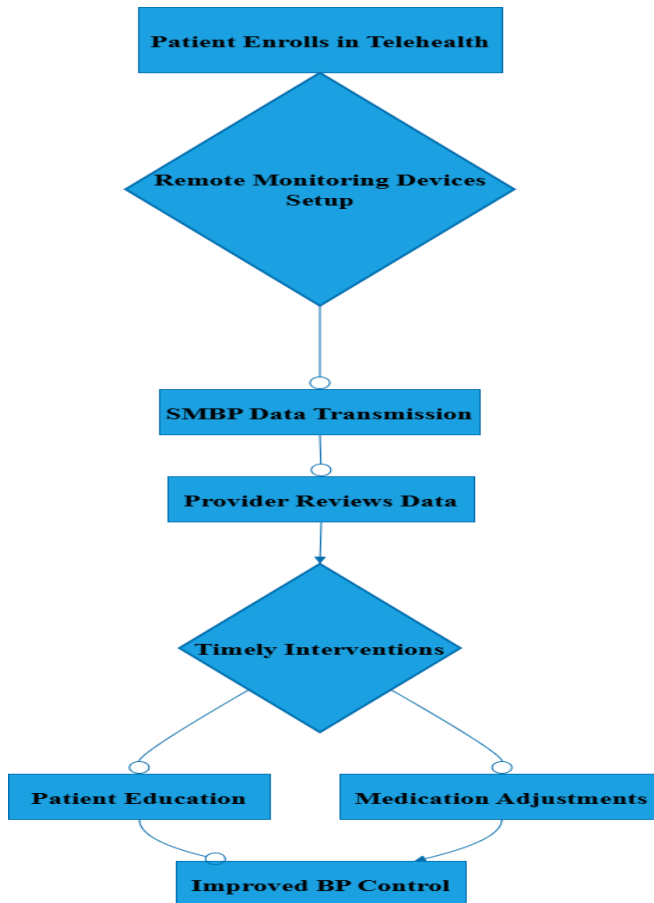 Patient Enrolls in Telehealth
Remote Monitoring Devices
Setup
SMBP Data Transmission
Provider Reviews Data
Timely Interventions
Patient Education
Medication Adjustments
Improved BP Control